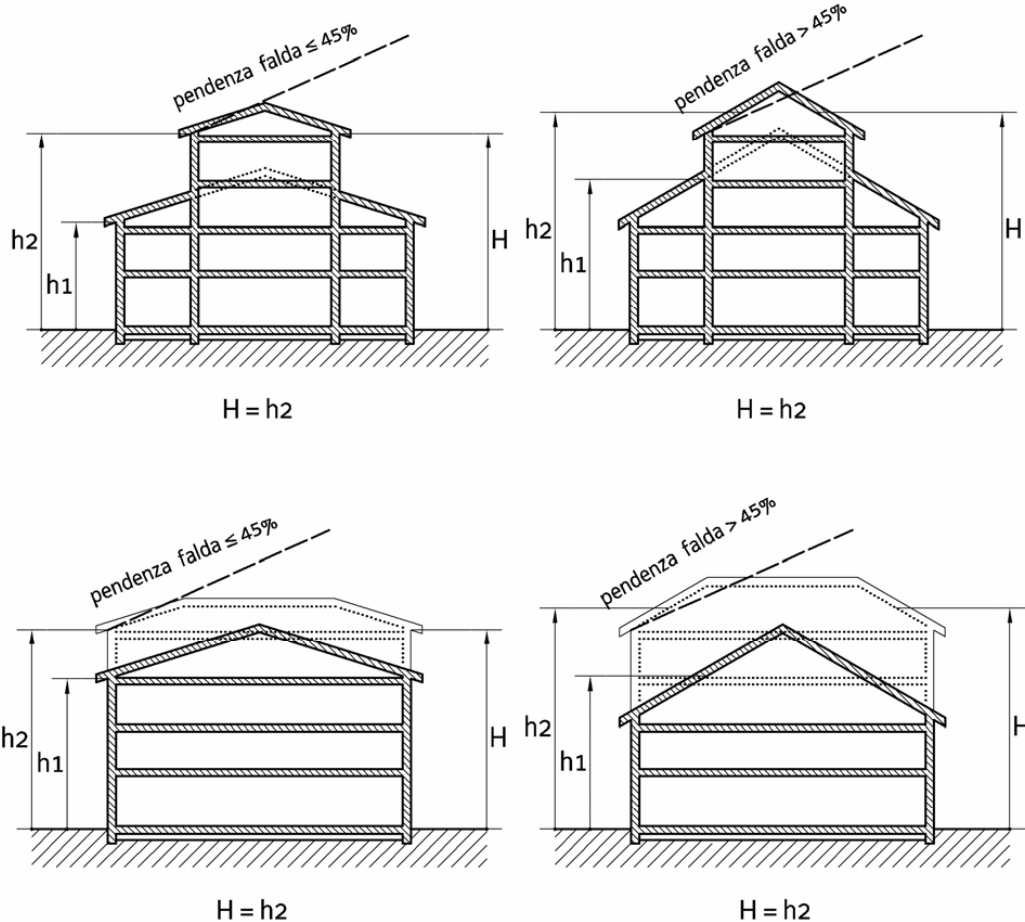 pendenza falda ≤ 45%
h2
h1
H
H = h2
pendenza falda > 45%
h2
h1
H
H = h2
pendenza falda ≤ 45%
h2
h1
H
H = h2
pendenza falda > 45%
h2
h1
H
H = h2